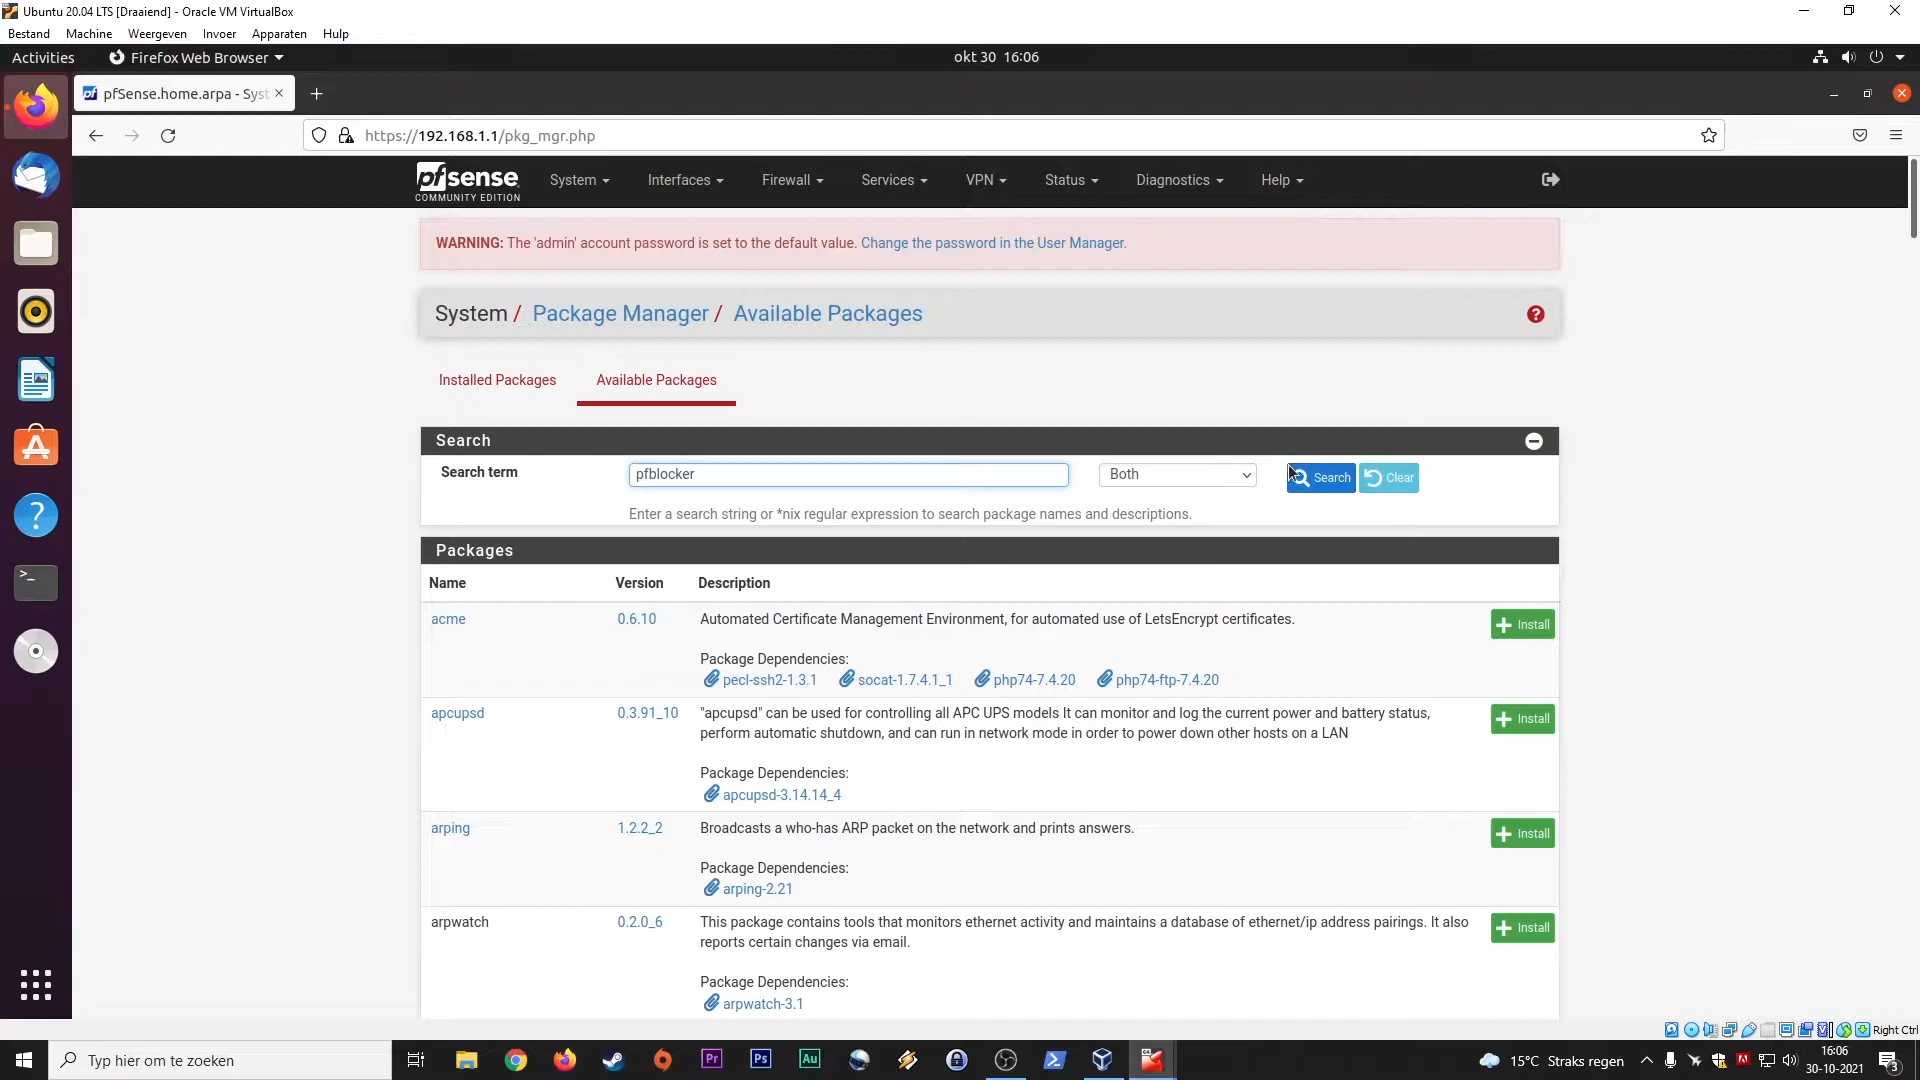 Ubuntu 20.04 LTS [Draaiend] - Oracle VM VirtualBox
Bestand Machine Weergeven Invoer Apparaten Hulp
Activities Firefox Web Browser okt 30 16:06
pfSense.home.arpa - Syst
https://192.168.1.1/pkg_mgr.php
pfsense
COMMUNITY EDITION
System Interfaces Firewall Services VPN Status Diagnostics Help
WARNING: The 'admin' account password is set to the default value. Change the password in the User Manager.
System / Package Manager / Available Packages
Installed Packages Available Packages
Search
Search term pfblocker Both Search Clear
Enter a search string or *nix regular expression to search package names and descriptions.
Packages
Name Version Description
acme 0.6.10 Automated Certificate Management Environment, for automated use of LetsEncrypt certificates. Install
Package Dependencies:
pecl-ssh2-1.3.1 socat-1.7.4.1_1 php74-7.4.20 php74-ftp-7.4.20
apcupsd 0.3.91_10 "apcupsd" can be used for controlling all APC UPS models It can monitor and log the current power and battery status, Install
perform automatic shutdown, and can run in network mode in order to power down other hosts on a LAN
Package Dependencies:
apcupsd-3.14.14_4
arping 1.2.2_2 Broadcasts a who-has ARP packet on the network and prints answers. Install
Package Dependencies:
arping-2.21
arpwatch 0.2.0_6 This package contains tools that monitors ethernet activity and maintains a database of ethernet/ip address pairings. It also Install
reports certain changes via email.
Package Dependencies:
arpwatch-3.1
Right Ctrl
Typ hier om te zoeken Pr Ps Au 15°C Straks regen 16:06
30-10-2021 3